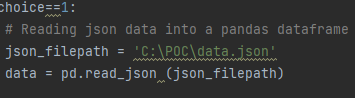 choice==1:
# Reading json data into a pandas dataframe
json_filepath = 'C:\POC\data.json'
data = pd.read_json (json_filepath)